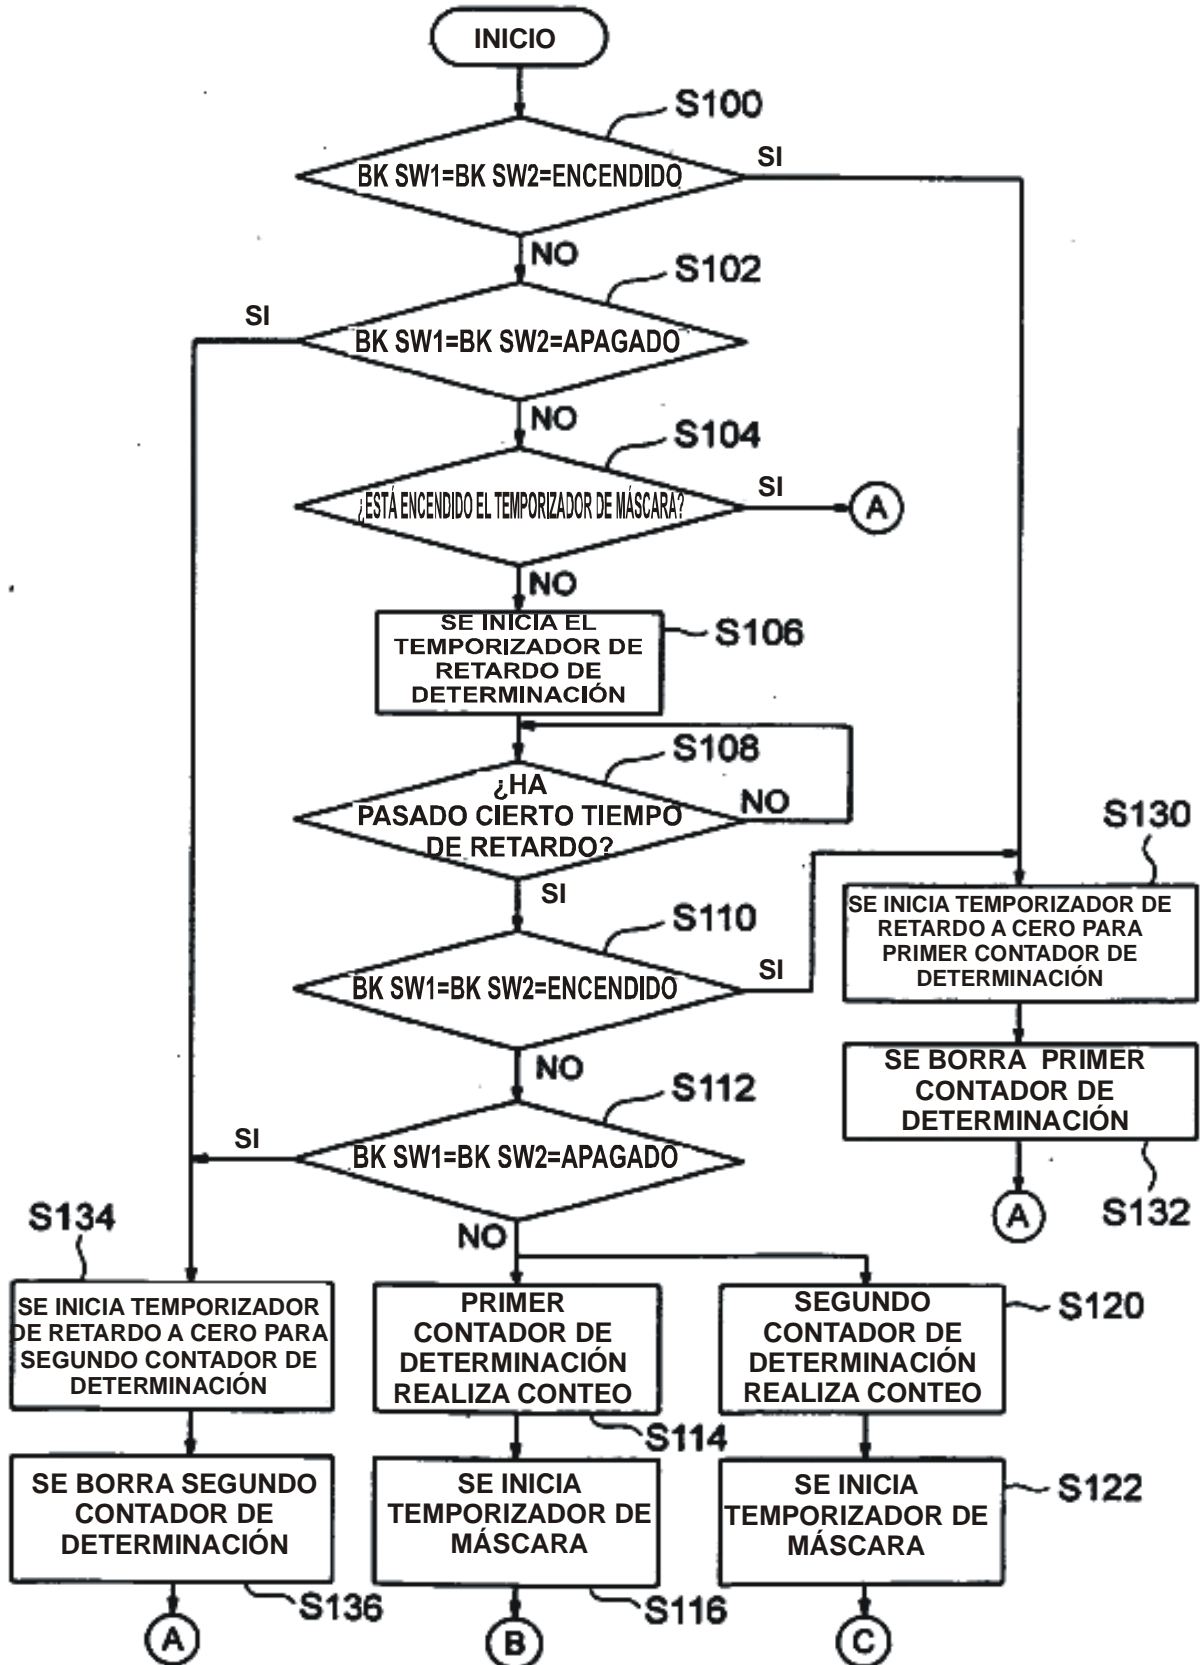 INICIO
S100
BK SW1=BK SW2=ENCENDIDO
SI
NO
S102
SI
BK SW1=BK SW2=APAGADO
NO
S104
¿ESTÁ ENCENDIDO EL TEMPORIZADOR DE MÁSCARA?
SI
A
NO
SE INICIA EL
TEMPORIZADOR DE
RETARDO DE
DETERMINACIÓN
S106
S108
¿HA
PASADO CIERTO TIEMPO
DE RETARDO?
NO
SI
S110
BK SW1=BK SW2=ENCENDIDO
SI
NO
S130
SE INICIA TEMPORIZADOR DE
RETARDO A CERO PARA
PRIMER CONTADOR DE
DETERMINACIÓN
SE BORRA PRIMER
CONTADOR DE
DETERMINACIÓN
S132
A
S112
SI
BK SW1=BK SW2=APAGADO
NO
S134
SE INICIA TEMPORIZADOR
DE RETARDO A CERO PARA
SEGUNDO CONTADOR DE
DETERMINACIÓN
PRIMER
CONTADOR DE
DETERMINACIÓN
REALIZA CONTEO
S114
SEGUNDO
CONTADOR DE
DETERMINACIÓN
REALIZA CONTEO
S120
SE BORRA SEGUNDO
CONTADOR DE
DETERMINACIÓN
S136
A
SE INICIA
TEMPORIZADOR DE
MÁSCARA
S116
B
SE INICIA
TEMPORIZADOR DE
MÁSCARA
S122
C